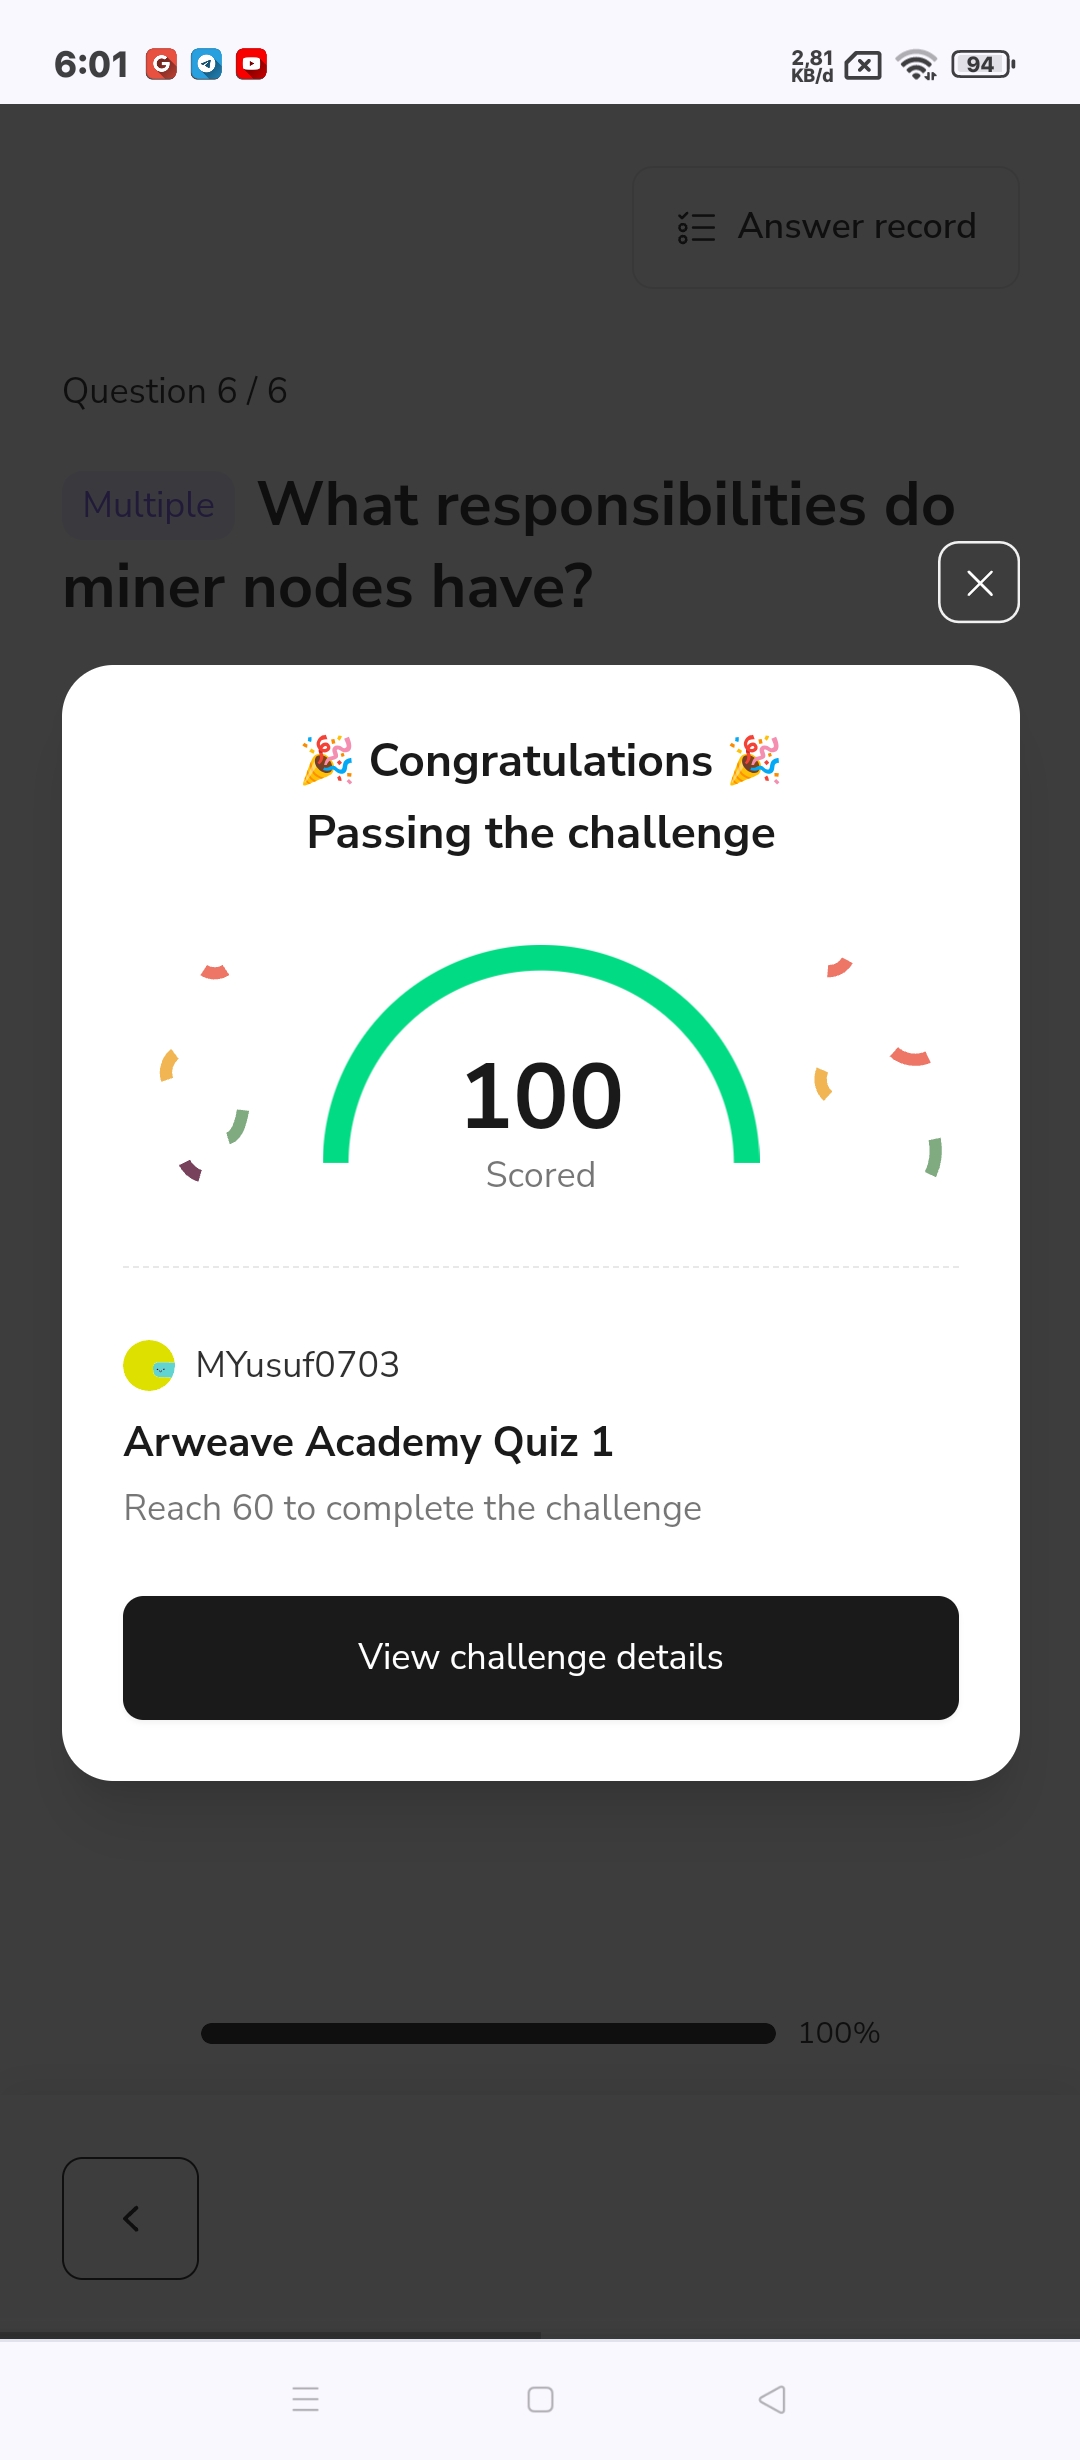 6:01
2,81
KB/d
94
Answer record
Question 6 / 6
Multiple What responsibilities do
miner nodes have?
🎉 Congratulations 🎉
Passing the challenge
100
Scored
MYusuf0703
Arweave Academy Quiz 1
Reach 60 to complete the challenge
View challenge details
100%